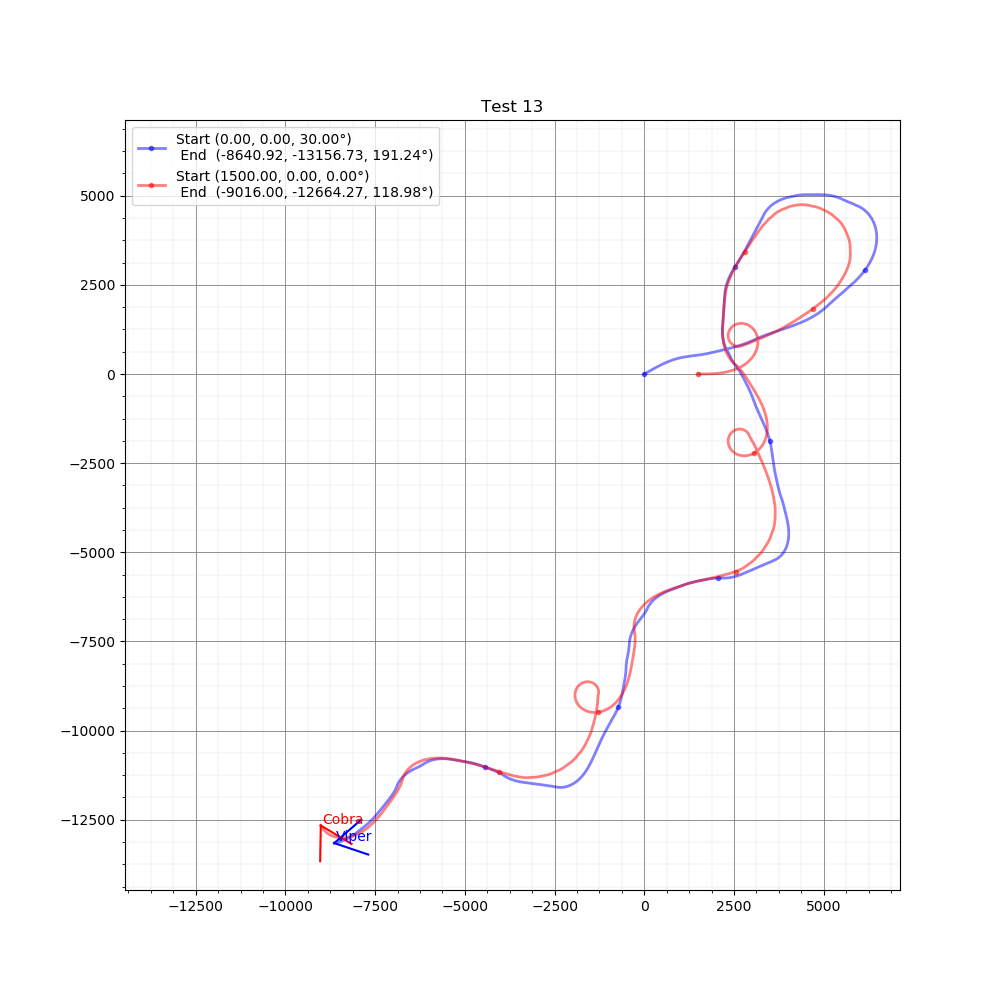 Test 13
Start (0.00, 0.00, 30.00°)
End  (-8640.92, -13156.73, 191.24°)
Start (1500.00, 0.00, 0.00°)
End  (-9016.00, -12664.27, 118.98°)
5000
2500
0
−2500
−5000
−7500
−10000
−12500
Cobra
Viper
−12500 −10000 −7500 −5000 −2500 0 2500 5000